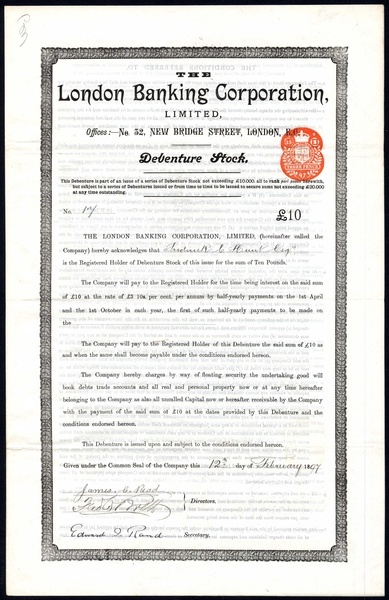 THE
London Banking Corporation,
LIMITED,
Offices:—No. 52, NEW BRIDGE STREET, LONDON, E.C.
Debenture Stock.
This Debenture is part of an issue of a series of Debenture Stock not exceeding £10,000, all to rank pari passu therewith,
but subject to a series of Debentures issued or from time to time to be issued to secure sums not exceeding £20,000
at any time outstanding.
No. 17 £10
THE LONDON BANKING CORPORATION, LIMITED, (hereinafter called the
Company) hereby acknowledges that Frederick C Hunt Esqre
is the Registered Holder of Debenture Stock of this issue for the sum of Ten Pounds.
The Company will pay to the Registered Holder for the time being interest on the said sum
of £10 at the rate of £3 10s. per cent. per annum by half-yearly payments on the 1st April
and the 1st October in each year, the first of such half-yearly payments to be made on
the
The Company will pay to the Registered Holder of this Debenture the said sum of £10 as
and when the same shall become payable under the conditions endorsed hereon.
The Company hereby charges by way of floating security the undertaking good will
book debts trade accounts and all real and personal property now or at any time hereafter
belonging to the Company as also all uncalled Capital now or hereafter receivable by the Company
with the payment of the said sum of £10 at the dates provided by this Debenture and the
conditions endorsed hereon.
This Debenture is issued upon and subject to the conditions endorsed hereon.
Given under the Common Seal of the Company this 12th day of February 1897
James C. Read
Directors.
Edward J. Rand Secretary.